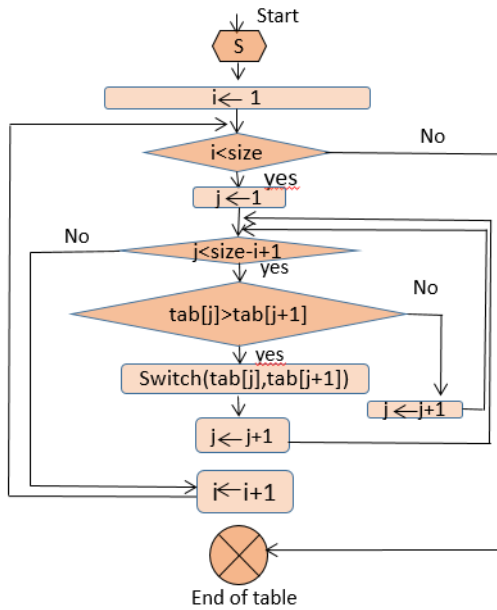 Start
S
i← 1
i<size
No
yes
j ←1
No
j<size-i+1
yes
No
tab[j]>tab[j+1]
yes
Switch(tab[j],tab[j+1])
j ←j+1
j ← j+1
i← i+1
End of table